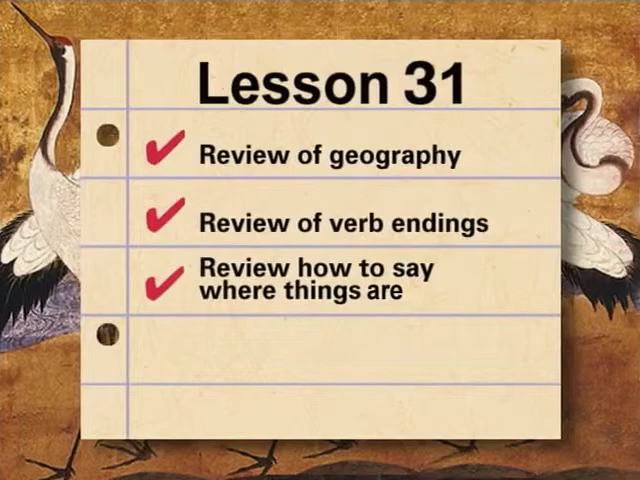 Lesson 31
Review of geography
Review of verb endings
Review how to say
where things are